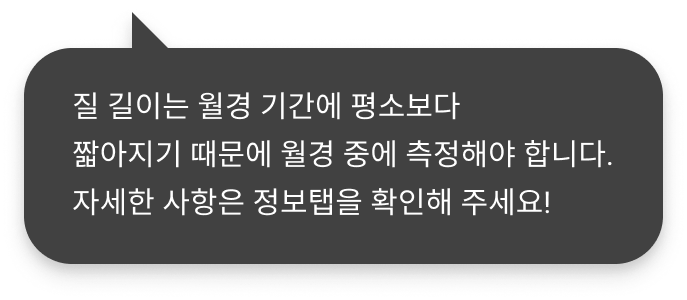 질 길이는 월경 기간에 평소보다
짧아지기 때문에 월경 중에 측정해야 합니다.
자세한 사항은 정보탭을 확인해 주세요!